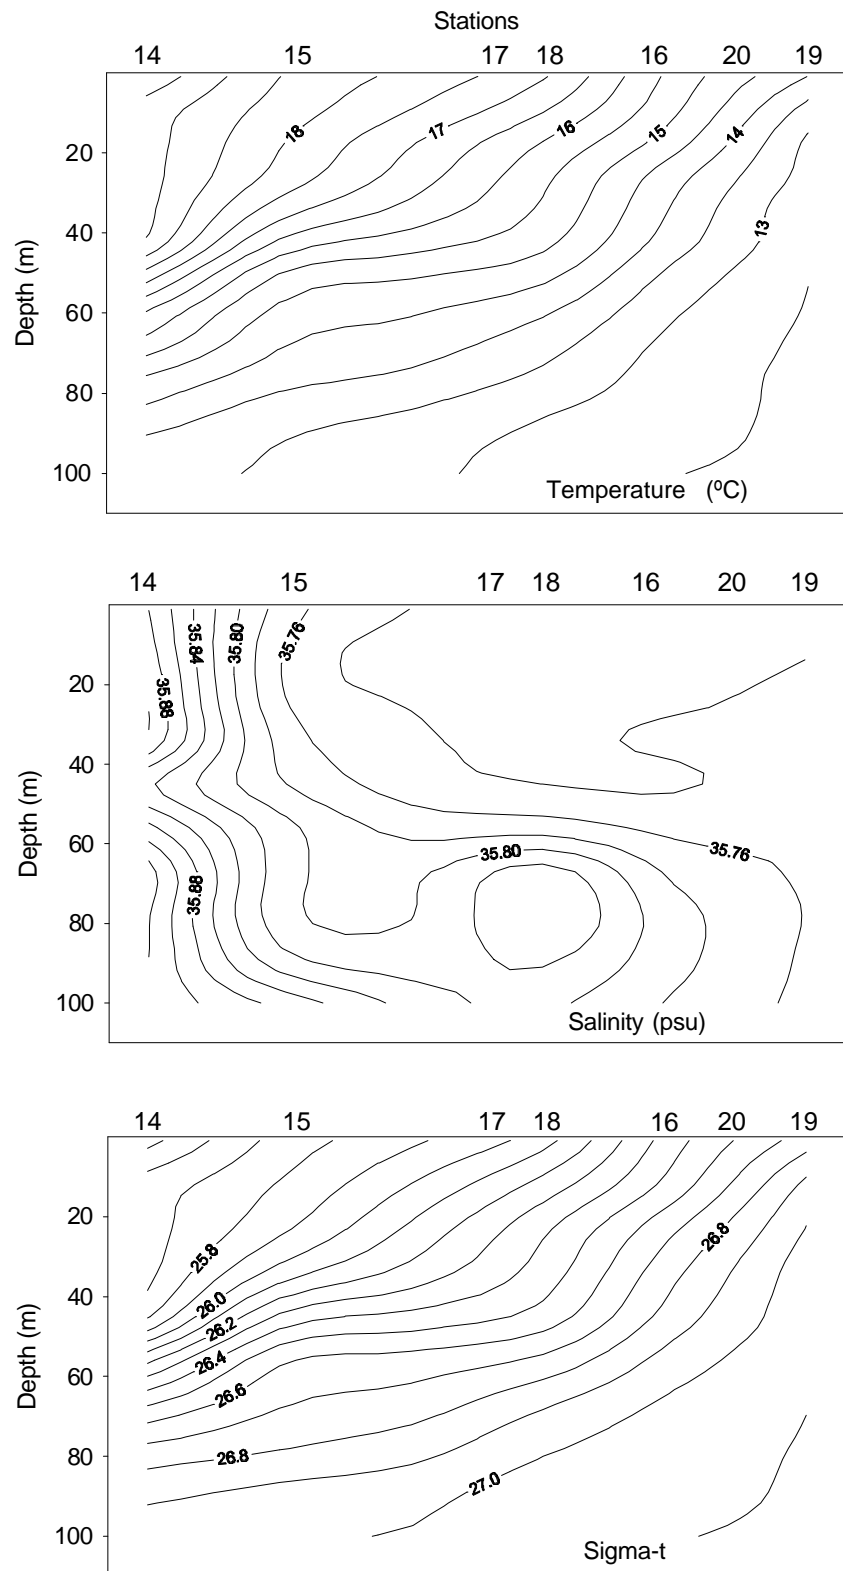 Stations
14 15 17 18 16 20 19
18 17 16 15 14
20
13
40
Depth (m)
60
80
100
Temperature (ºC)
14 15 17 18 16 20 19
35.84 35.80 35.76
35.88
20
40
Depth (m)
60
35.80 35.76
35.88
80
100
Salinity (psu)
14 15 17 18 16 20 19
20
26.8
25.8
40
26.0
26.2
Depth (m)
26.4
60
26.6
80
26.8
27.0
100
Sigma-t